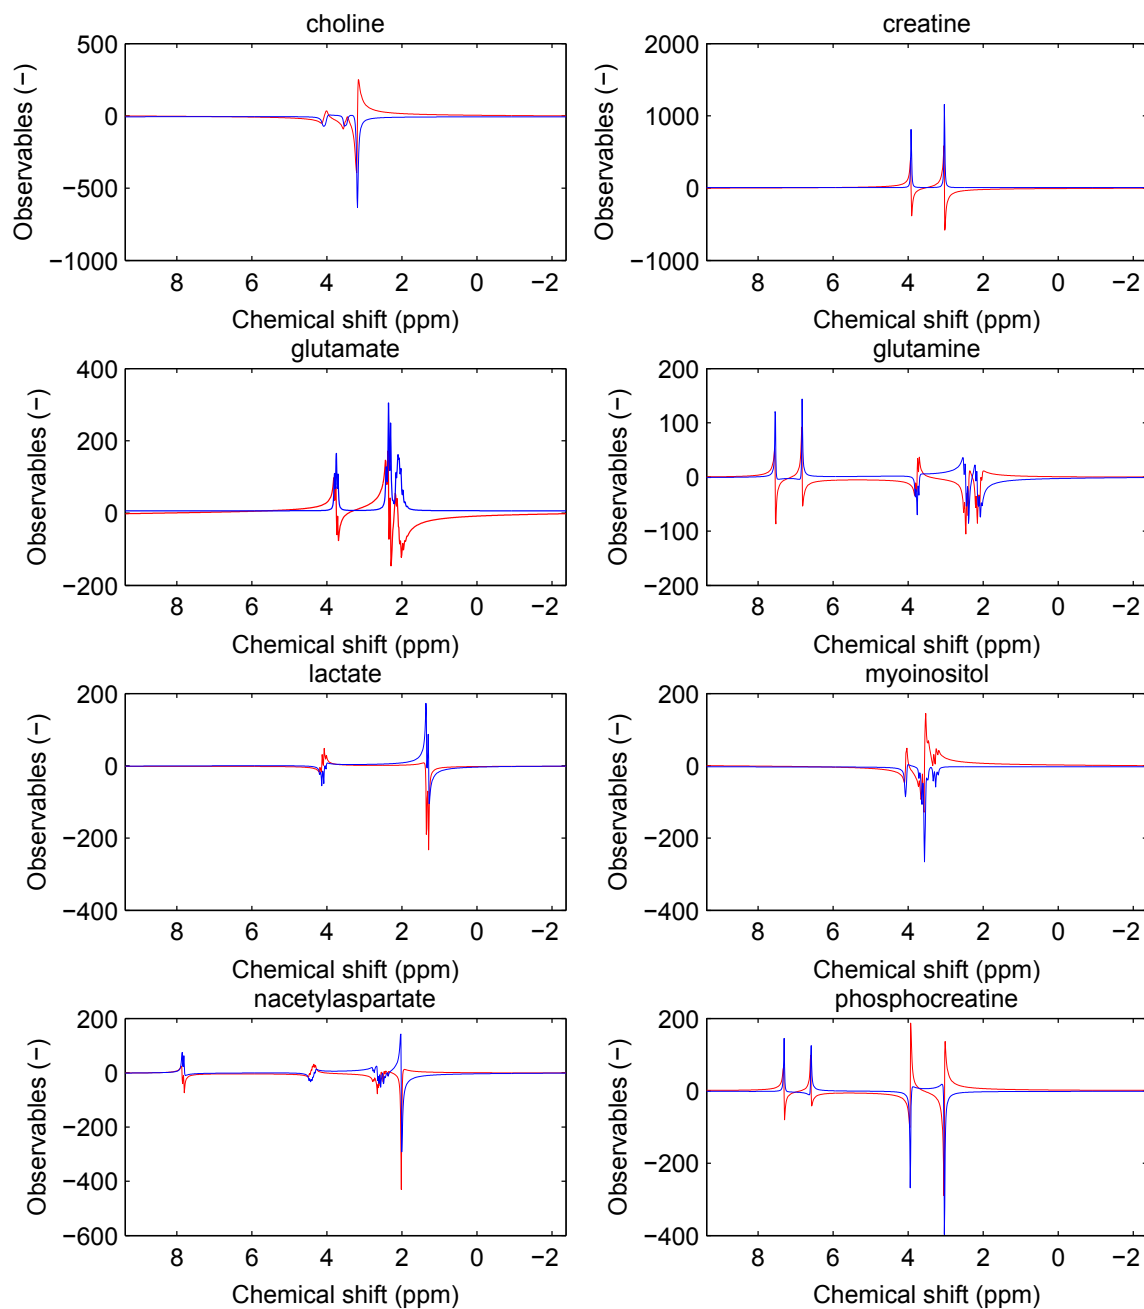 choline
500
0
−500
−1000
Observables (−)
8 6 4 2 0 −2
Chemical shift (ppm)
creatine
2000
1000
0
−1000
Observables (−)
8 6 4 2 0 −2
Chemical shift (ppm)
glutamate
400
200
0
−200
Observables (−)
8 6 4 2 0 −2
Chemical shift (ppm)
glutamine
200
100
0
−100
−200
Observables (−)
8 6 4 2 0 −2
Chemical shift (ppm)
lactate
200
0
−200
−400
Observables (−)
8 6 4 2 0 −2
Chemical shift (ppm)
myoinositol
200
0
−200
−400
Observables (−)
8 6 4 2 0 −2
Chemical shift (ppm)
nacetylaspartate
200
0
−200
−400
−600
Observables (−)
8 6 4 2 0 −2
Chemical shift (ppm)
phosphocreatine
200
0
−200
−400
Observables (−)
8 6 4 2 0 −2
Chemical shift (ppm)